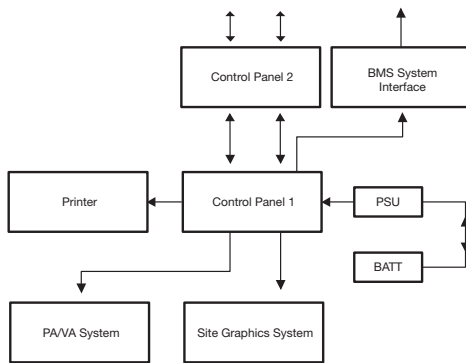 Control Panel 2
BMS System
Interface
Printer
Control Panel 1
PSU
BATT
PA/VA System
Site Graphics System